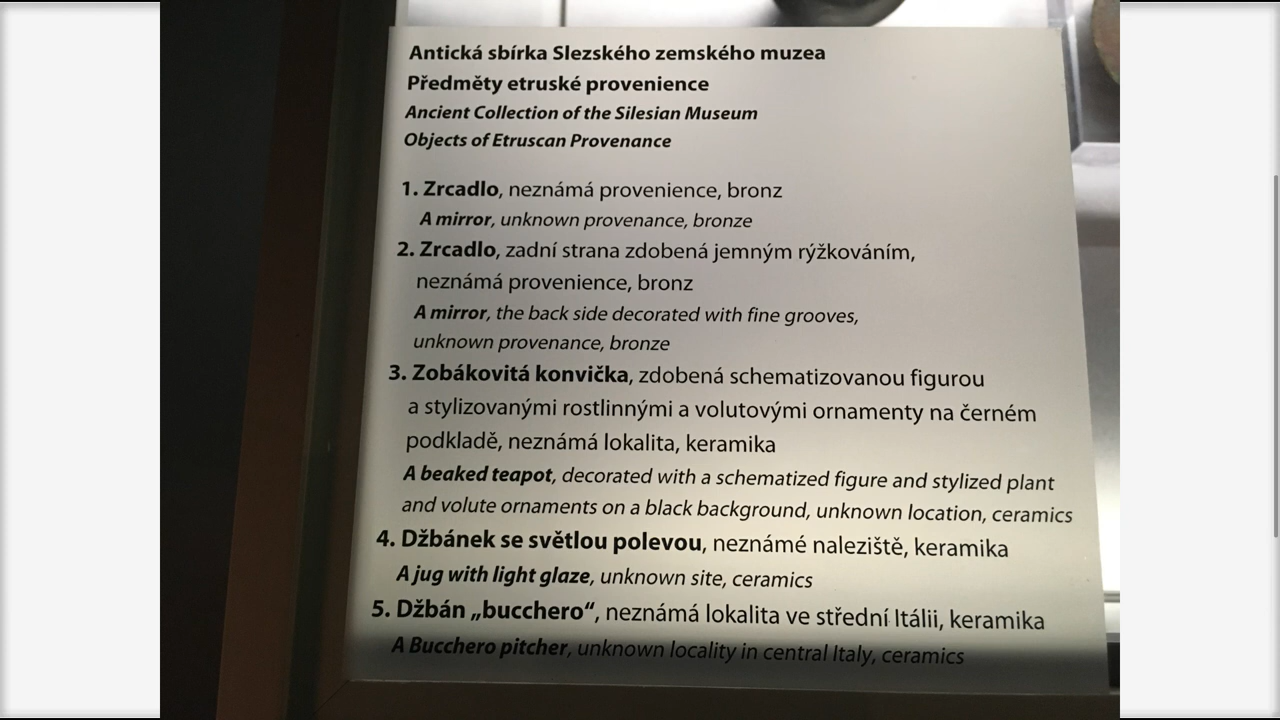 Antická sbírka Slezského zemského muzea
Předměty etruské provenience
Ancient Collection of the Silesian Museum
Objects of Etruscan Provenance
1. Zrcadlo, neznámá provenience, bronz
A mirror, unknown provenance, bronze
2. Zrcadlo, zadní strana zdobená jemným rýžkováním,
neznámá provenience, bronz
A mirror, the back side decorated with fine grooves,
unknown provenance, bronze
3. Zobákovitá konvička, zdobená schematizovanou figurou
a stylizovanými rostlinnými a volutovými ornamenty na černém
podkladě, neznámá lokalita, keramika
A beaked teapot, decorated with a schematized figure and stylized plant
and volute ornaments on a black background, unknown location, ceramics
4. Džbánek se světlou polevou, neznámé naleziště, keramika
A jug with light glaze, unknown site, ceramics
5. Džbán „bucchero“, neznámá lokalita ve střední Itálii, keramika
A Bucchero pitcher, unknown locality in central Italy, ceramics